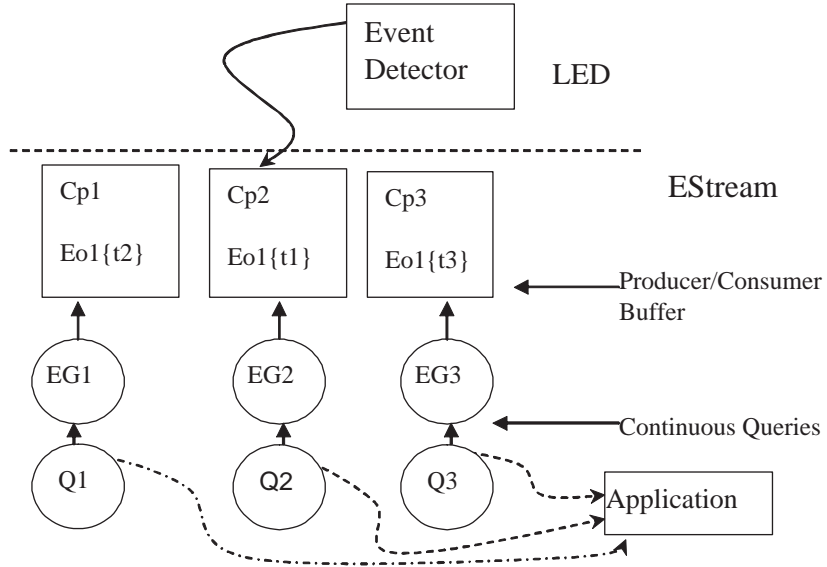 Event
Detector
LED
EStream
Cp1
Cp2
Cp3
Eo1{t2}
Eo1{t1}
Eo1{t3}
Producer/Consumer
Buffer
EG1
EG2
EG3
Continuous Queries
Q1
Q2
Q3
Application